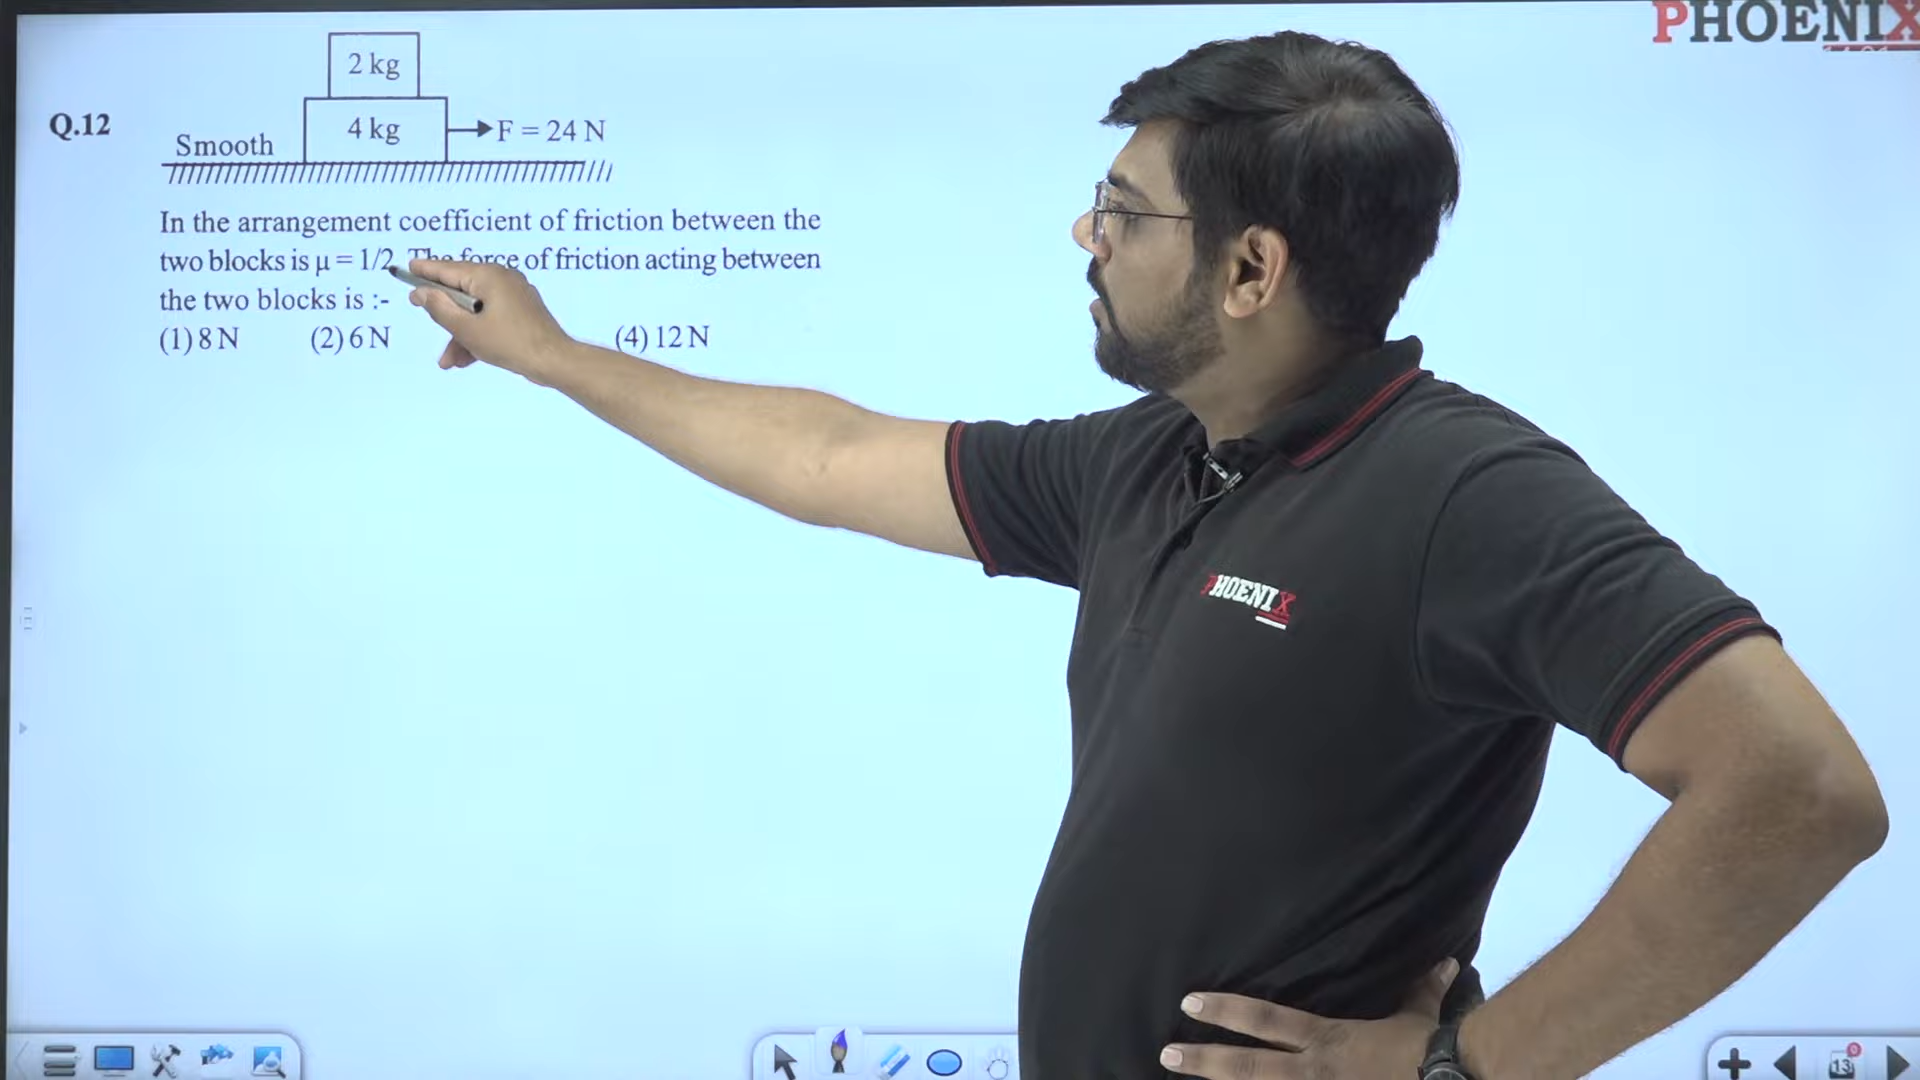 PHOENIX
2 kg
Q.12
4 kg
F = 24 N
Smooth
In the arrangement coefficient of friction between the
two blocks is μ = 1/2. The force of friction acting between
the two blocks is :-
(1) 8 N (2) 6 N (4) 12 N
PHOENIX
13
0